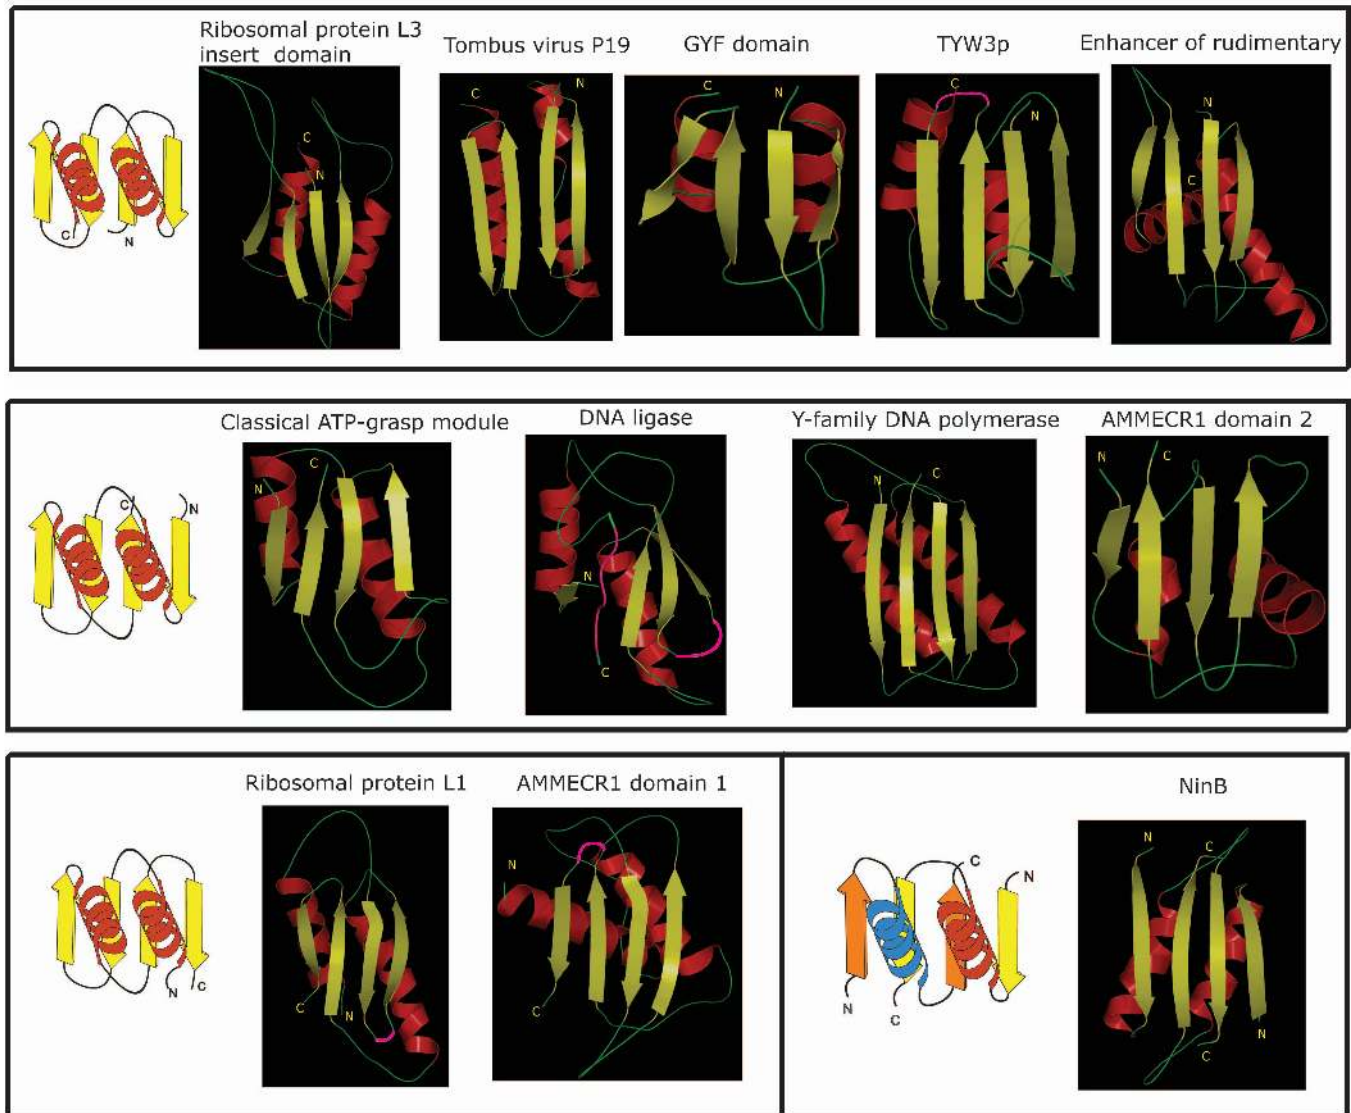 Ribosomal protein L3
insert domain
Tombus virus P19
GYF domain
TYW3p
Enhancer of rudimentary
C
N
C
N
C
N
C
N
C
N
N
C
Classical ATP-grasp module
DNA ligase
Y-family DNA polymerase
AMMECR1 domain 2
C
N
C
N
N
C
N
C
N
C
Ribosomal protein L1
AMMECR1 domain 1
NinB
N
C
C
N
N
C
C
N
N
C
N
C
C
N